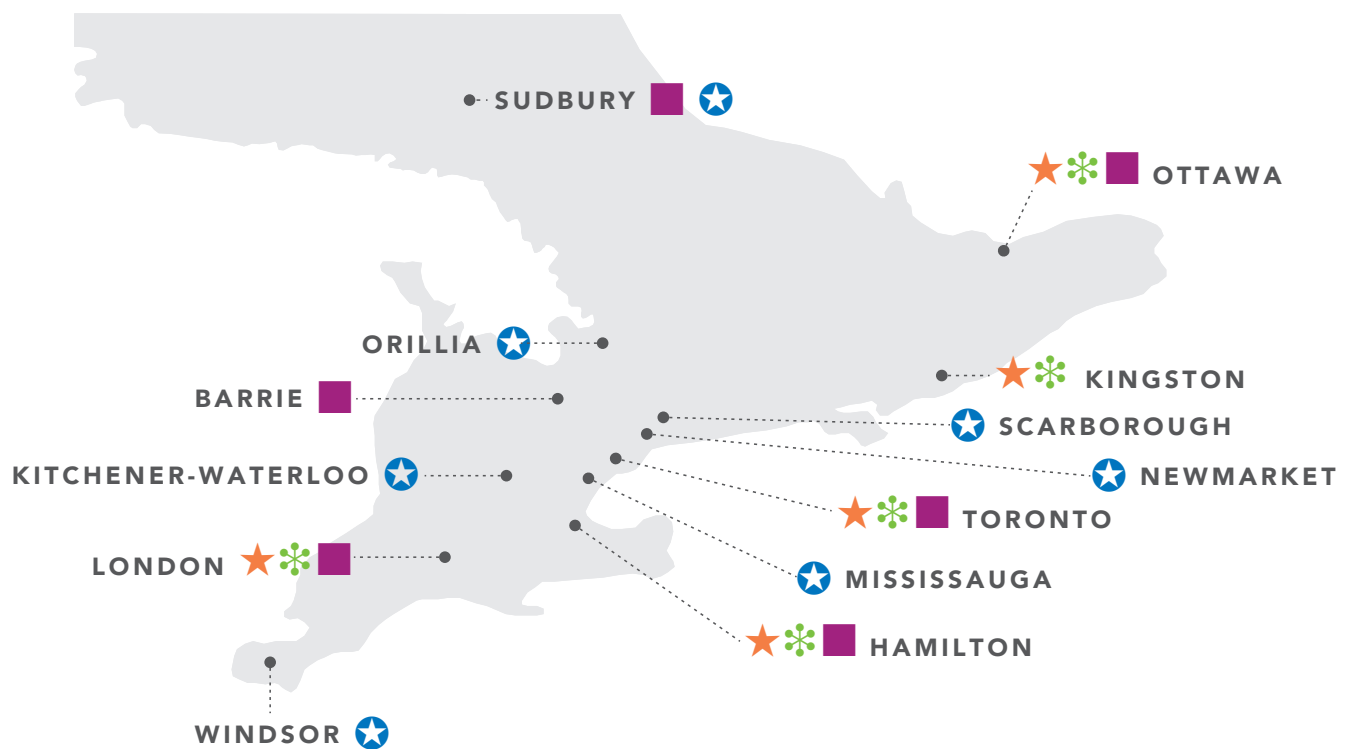 SUDBURY
OTTAWA
ORILLIA
KINGSTON
BARRIE
SCARBOROUGH
KITCHENER-WATERLOO
NEWMARKET
TORONTO
LONDON
MISSISSAUGA
HAMILTON
WINDSOR